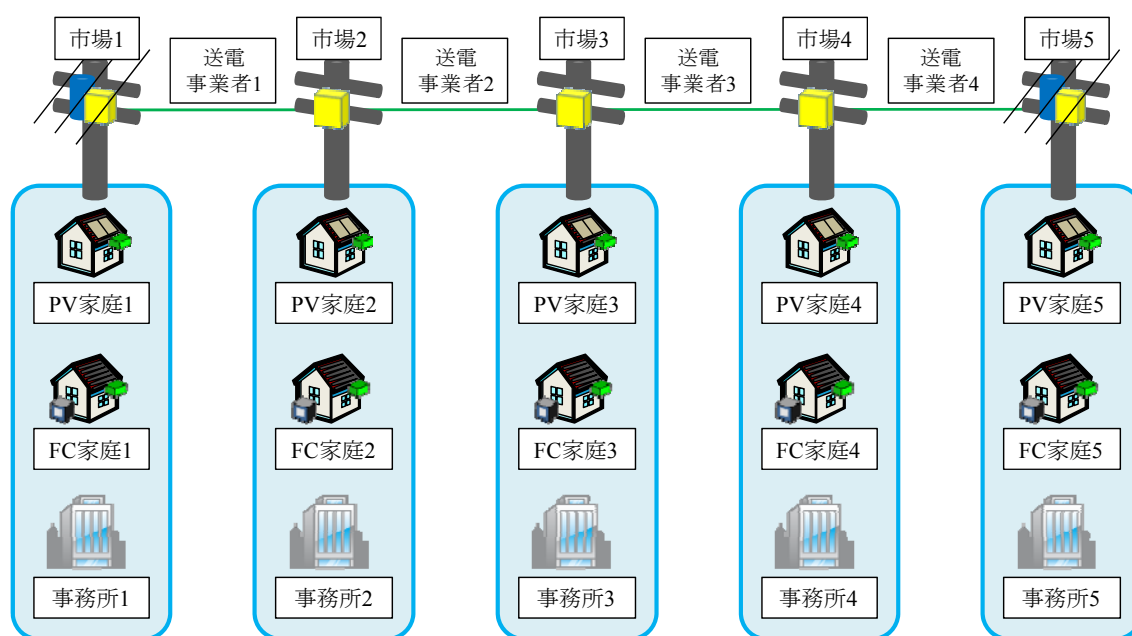 市場1
市場2
市場3
市場4
市場5
送電
事業者1
送電
事業者2
送電
事業者3
送電
事業者4
PV家庭1
PV家庭2
PV家庭3
PV家庭4
PV家庭5
FC家庭1
FC家庭2
FC家庭3
FC家庭4
FC家庭5
事務所1
事務所2
事務所3
事務所4
事務所5